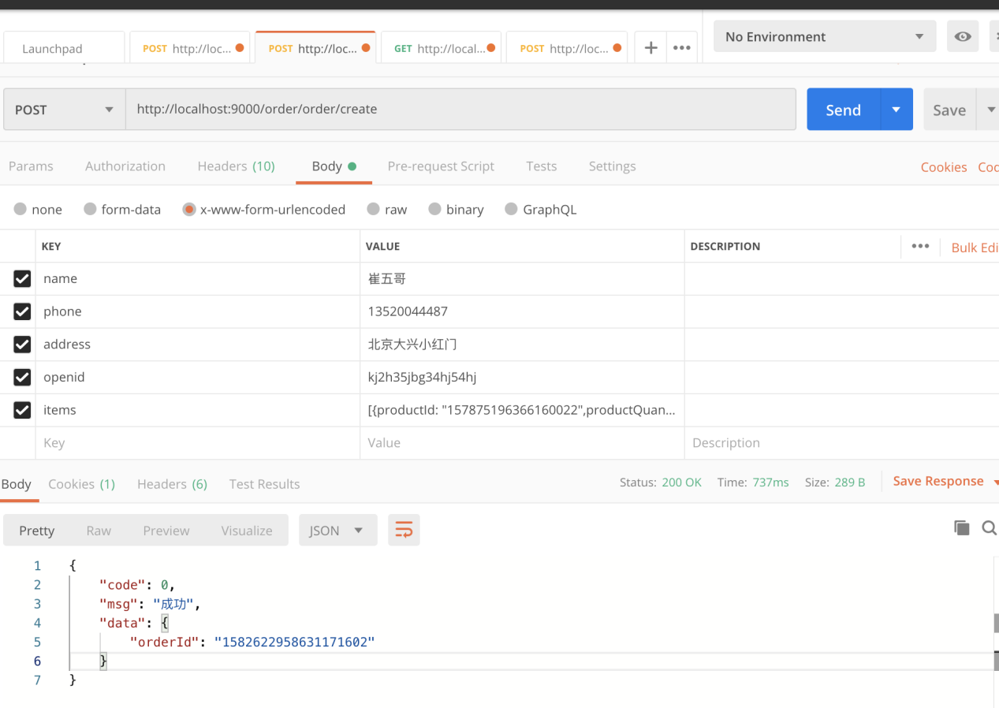 Launchpad POST http://loc... POST http://loc... GET http://local... POST http://loc... + ••• No Environment
POST http://localhost:9000/order/order/create Send Save
Params Authorization Headers (10) Body Pre-request Script Tests Settings Cookies Cod
none form-data x-www-form-urlencoded raw binary GraphQL
KEY VALUE DESCRIPTION ••• Bulk Edi
name 崔五哥
phone 13520044487
address 北京大兴小红门
openid kj2h35jbg34hj54hj
items [{productId: "157875196366160022",productQuan...
Key Value Description
Body Cookies (1) Headers (6) Test Results Status: 200 OK Time: 737ms Size: 289 B Save Response
Pretty Raw Preview Visualize JSON
1 {
2 "code": 0,
3 "msg": "成功",
4 "data": {
5 "orderId": "1582622958631171602"
6 }
7 }